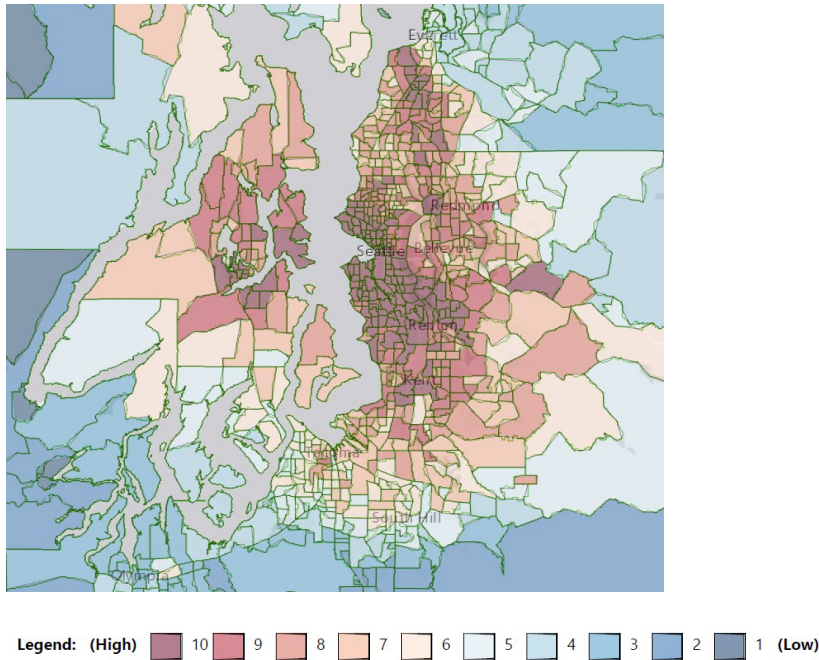 Everett
Redmond
Seattle
Bellevue
Renton
Kent
Tacoma
South Hill
Olympia
Legend: (High) 10 9 8 7 6 5 4 3 2 1 (Low)